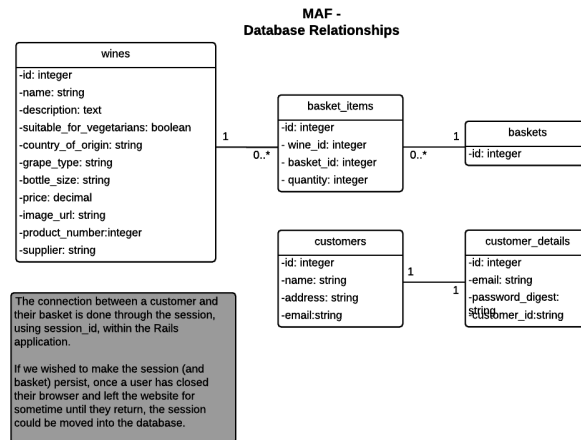 MAF -
Database Relationships
wines
-id: integer
-name: string
-description: text
-suitable_for_vegetarians: boolean
-country_of_origin: string
-grape_type: string
-bottle_size: string
-price: decimal
-image_url: string
-product_number:integer
-supplier: string
1
0..*
basket_items
-id: integer
- wine_id: integer
- basket_id: integer
- quantity: integer
1
0..*
baskets
-id: integer
customers
-id: integer
-name: string
-address: string
-email:string
1
1
customer_details
-id: integer
-email: string
-password_digest:
string
-customer_id:string
The connection between a customer and
their basket is done through the session,
using session_id, within the Rails
application.
If we wished to make the session (and
basket) persist, once a user has closed
their browser and left the website for
sometime until they return, the session
could be moved into the database.